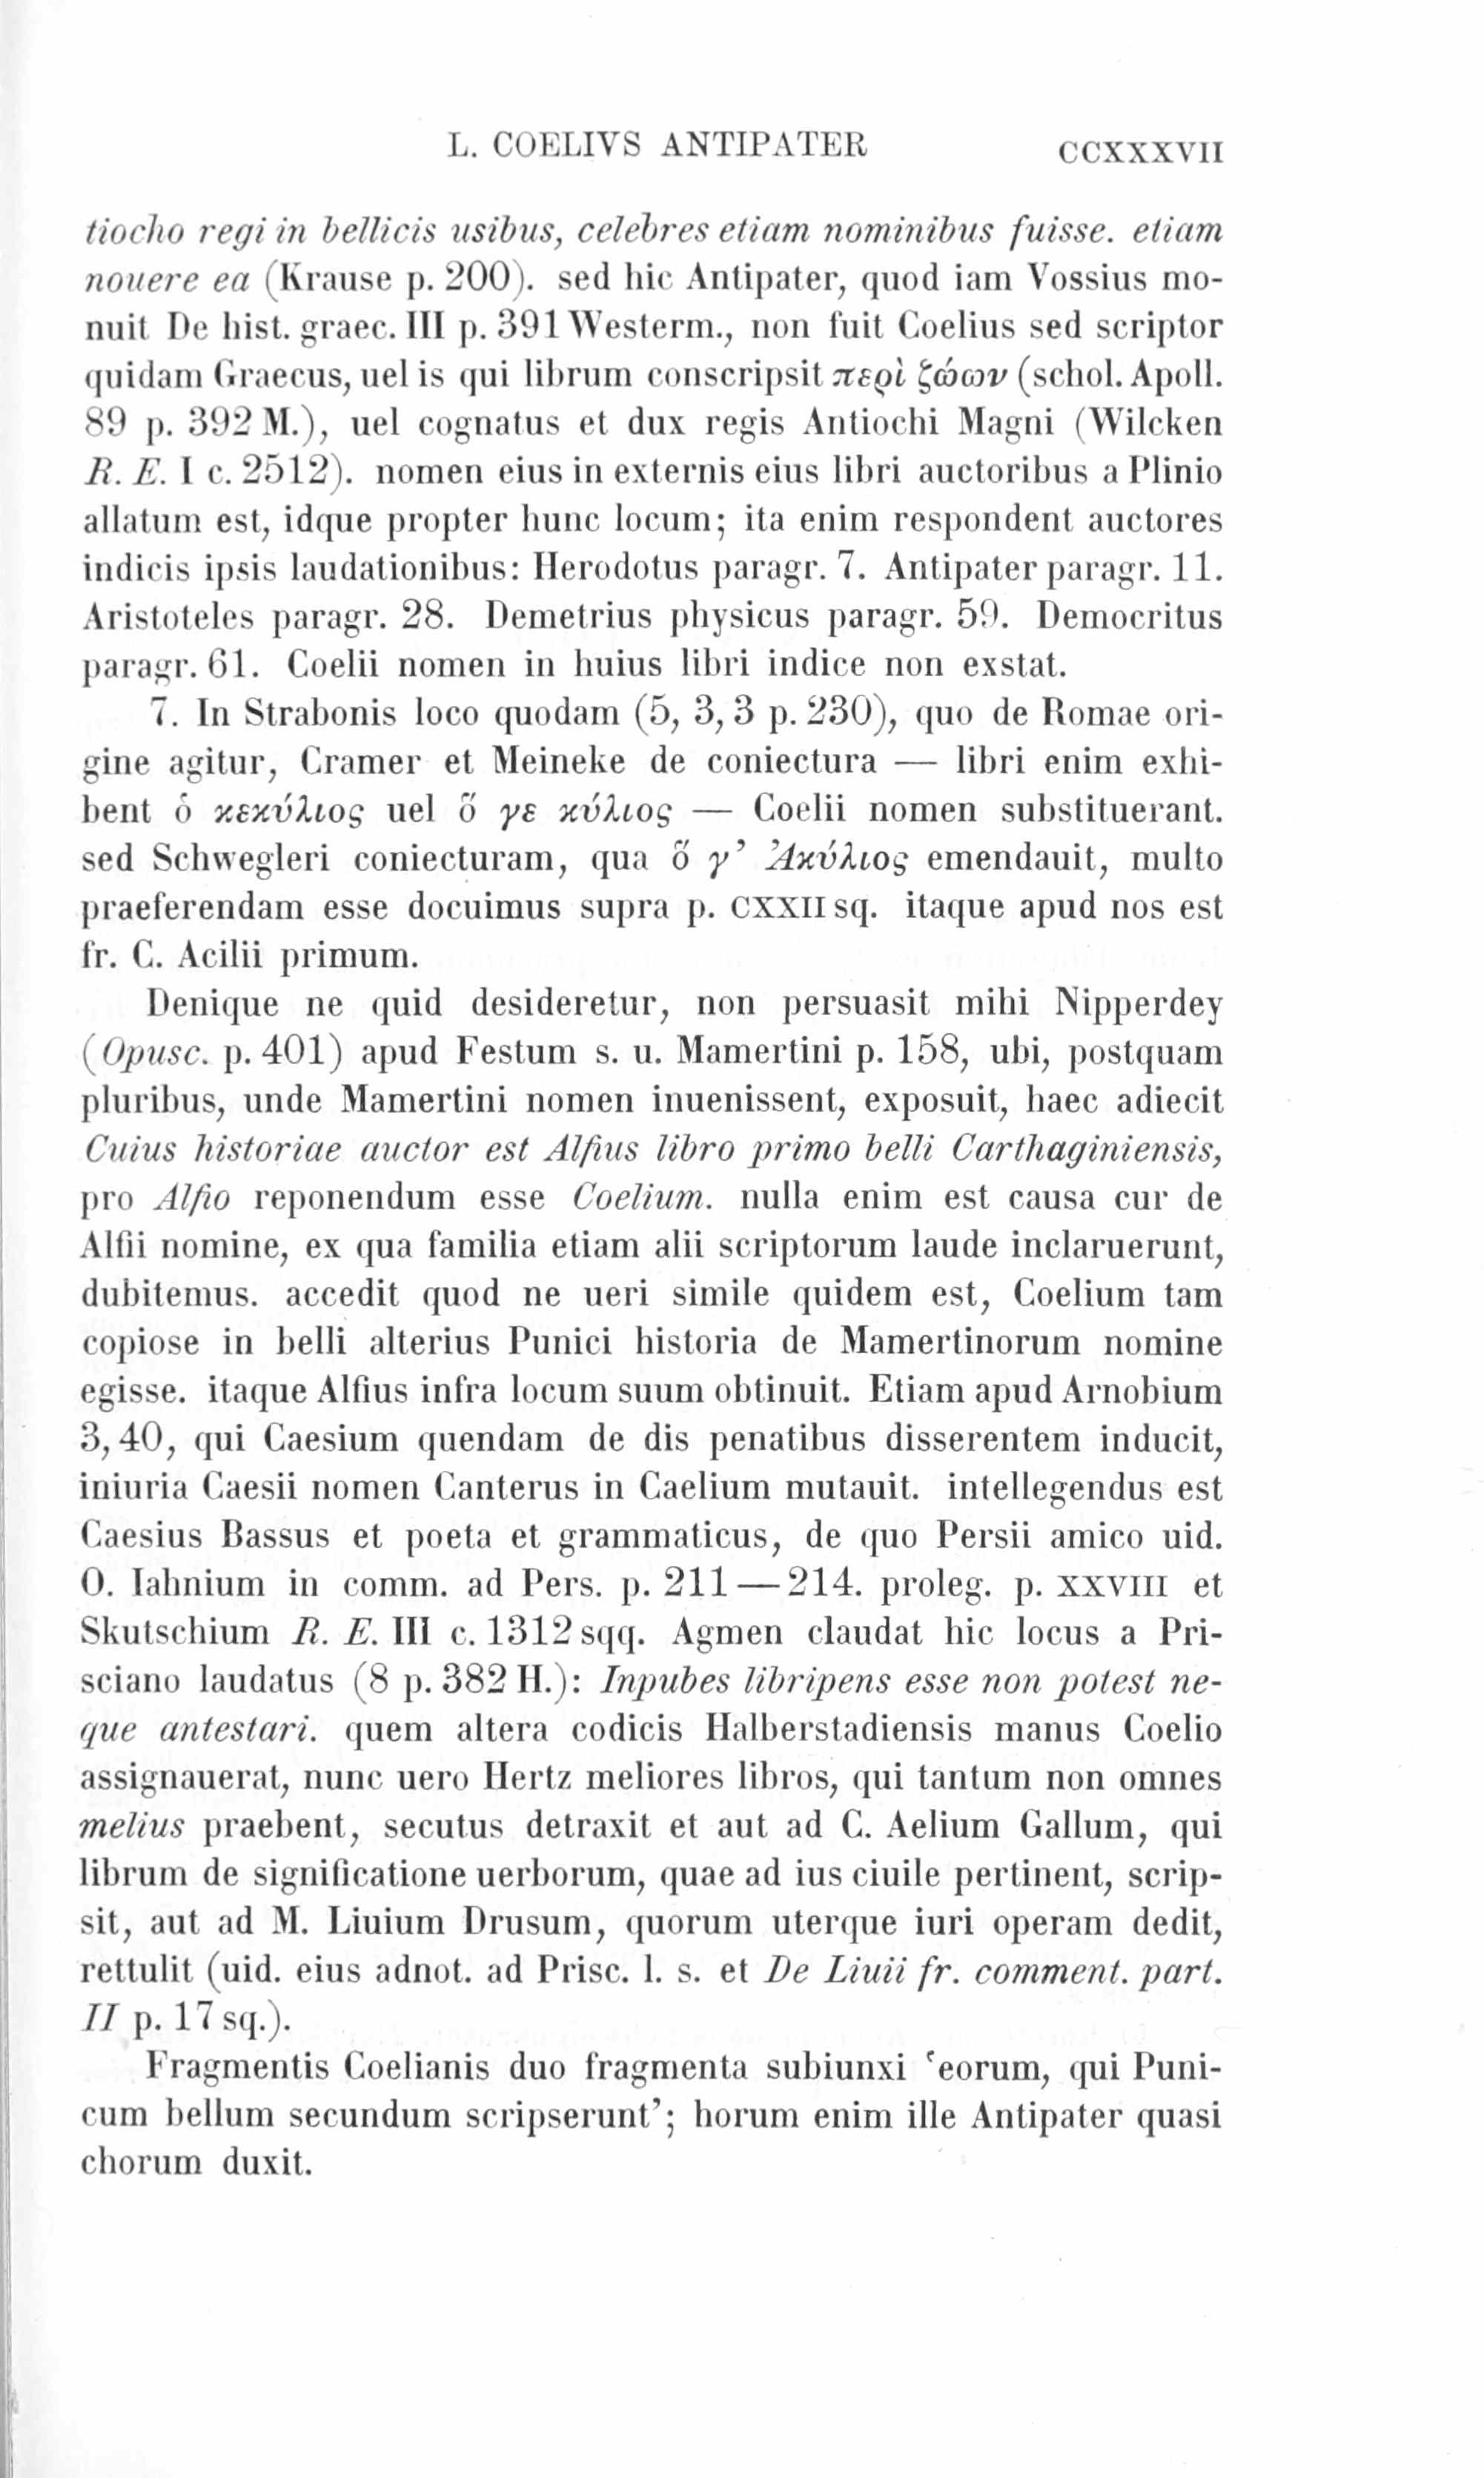 L. COELIVS ANTIPATER CCXXXVII
tiocho regi in bellicis usibus, celebres etiam nominibus fuisse. etiam
nouere ea (Krause p. 200). sed hic Antipater, quod iam Vossius mo-
nuit De hist. graec. III p. 391 Westerm., non fuit Coelius sed scriptor
quidam Graecus, uel is qui librum conscripsit περὶ ζώων (schol. Apoll.
89 p. 392 M.), uel cognatus et dux regis Antiochi Magni (Wilcken
R. E. I c. 2512). nomen eius in externis eius libri auctoribus a Plinio
allatum est, idque propter hunc locum; ita enim respondent auctores
indicis ipsis laudationibus: Herodotus paragr. 7. Antipater paragr. 11.
Aristoteles paragr. 28. Demetrius physicus paragr. 59. Democritus
paragr. 61. Coelii nomen in huius libri indice non exstat.
7. In Strabonis loco quodam (5, 3, 3 p. 230), quo de Romae ori-
gine agitur, Cramer et Meineke de coniectura — libri enim exhi-
bent ὁ κεκύλιος uel ὅ γε κύλιος — Coelii nomen substituerant.
sed Schwegleri coniecturam, qua ὅ γ’ Ἀκύλιος emendauit, multo
praeferendam esse docuimus supra p. CXXII sq. itaque apud nos est
fr. C. Acilii primum.
Denique ne quid desideretur, non persuasit mihi Nipperdey
(Opusc. p. 401) apud Festum s. u. Mamertini p. 158, ubi, postquam
pluribus, unde Mamertini nomen inuenissent, exposuit, haec adiecit
Cuius historiae auctor est Alfius libro primo belli Carthaginiensis,
pro Alfio reponendum esse Coelium. nulla enim est causa cur de
Alfii nomine, ex qua familia etiam alii scriptorum laude inclaruerunt,
dubitemus. accedit quod ne ueri simile quidem est, Coelium tam
copiose in belli alterius Punici historia de Mamertinorum nomine
egisse. itaque Alfius infra locum suum obtinuit. Etiam apud Arnobium
3, 40, qui Caesium quendam de dis penatibus disserentem inducit,
iniuria Caesii nomen Canterus in Caelium mutauit. intellegendus est
Caesius Bassus et poeta et grammaticus, de quo Persii amico uid.
O. Iahnium in comm. ad Pers. p. 211—214. proleg. p. XXVIII et
Skutschium R. E. III c. 1312 sqq. Agmen claudat hic locus a Pri-
sciano laudatus (8 p. 382 H.): Inpubes libripens esse non potest ne-
que antestari. quem altera codicis Halberstadiensis manus Coelio
assignauerat, nunc uero Hertz meliores libros, qui tantum non omnes
melius praebent, secutus detraxit et aut ad C. Aelium Gallum, qui
librum de significatione uerborum, quae ad ius ciuile pertinent, scrip-
sit, aut ad M. Liuium Drusum, quorum uterque iuri operam dedit,
rettulit (uid. eius adnot. ad Prisc. l. s. et De Liuii fr. comment. part.
II p. 17 sq.).
Fragmentis Coelianis duo fragmenta subiunxi ‘eorum, qui Puni-
cum bellum secundum scripserunt’; horum enim ille Antipater quasi
chorum duxit.